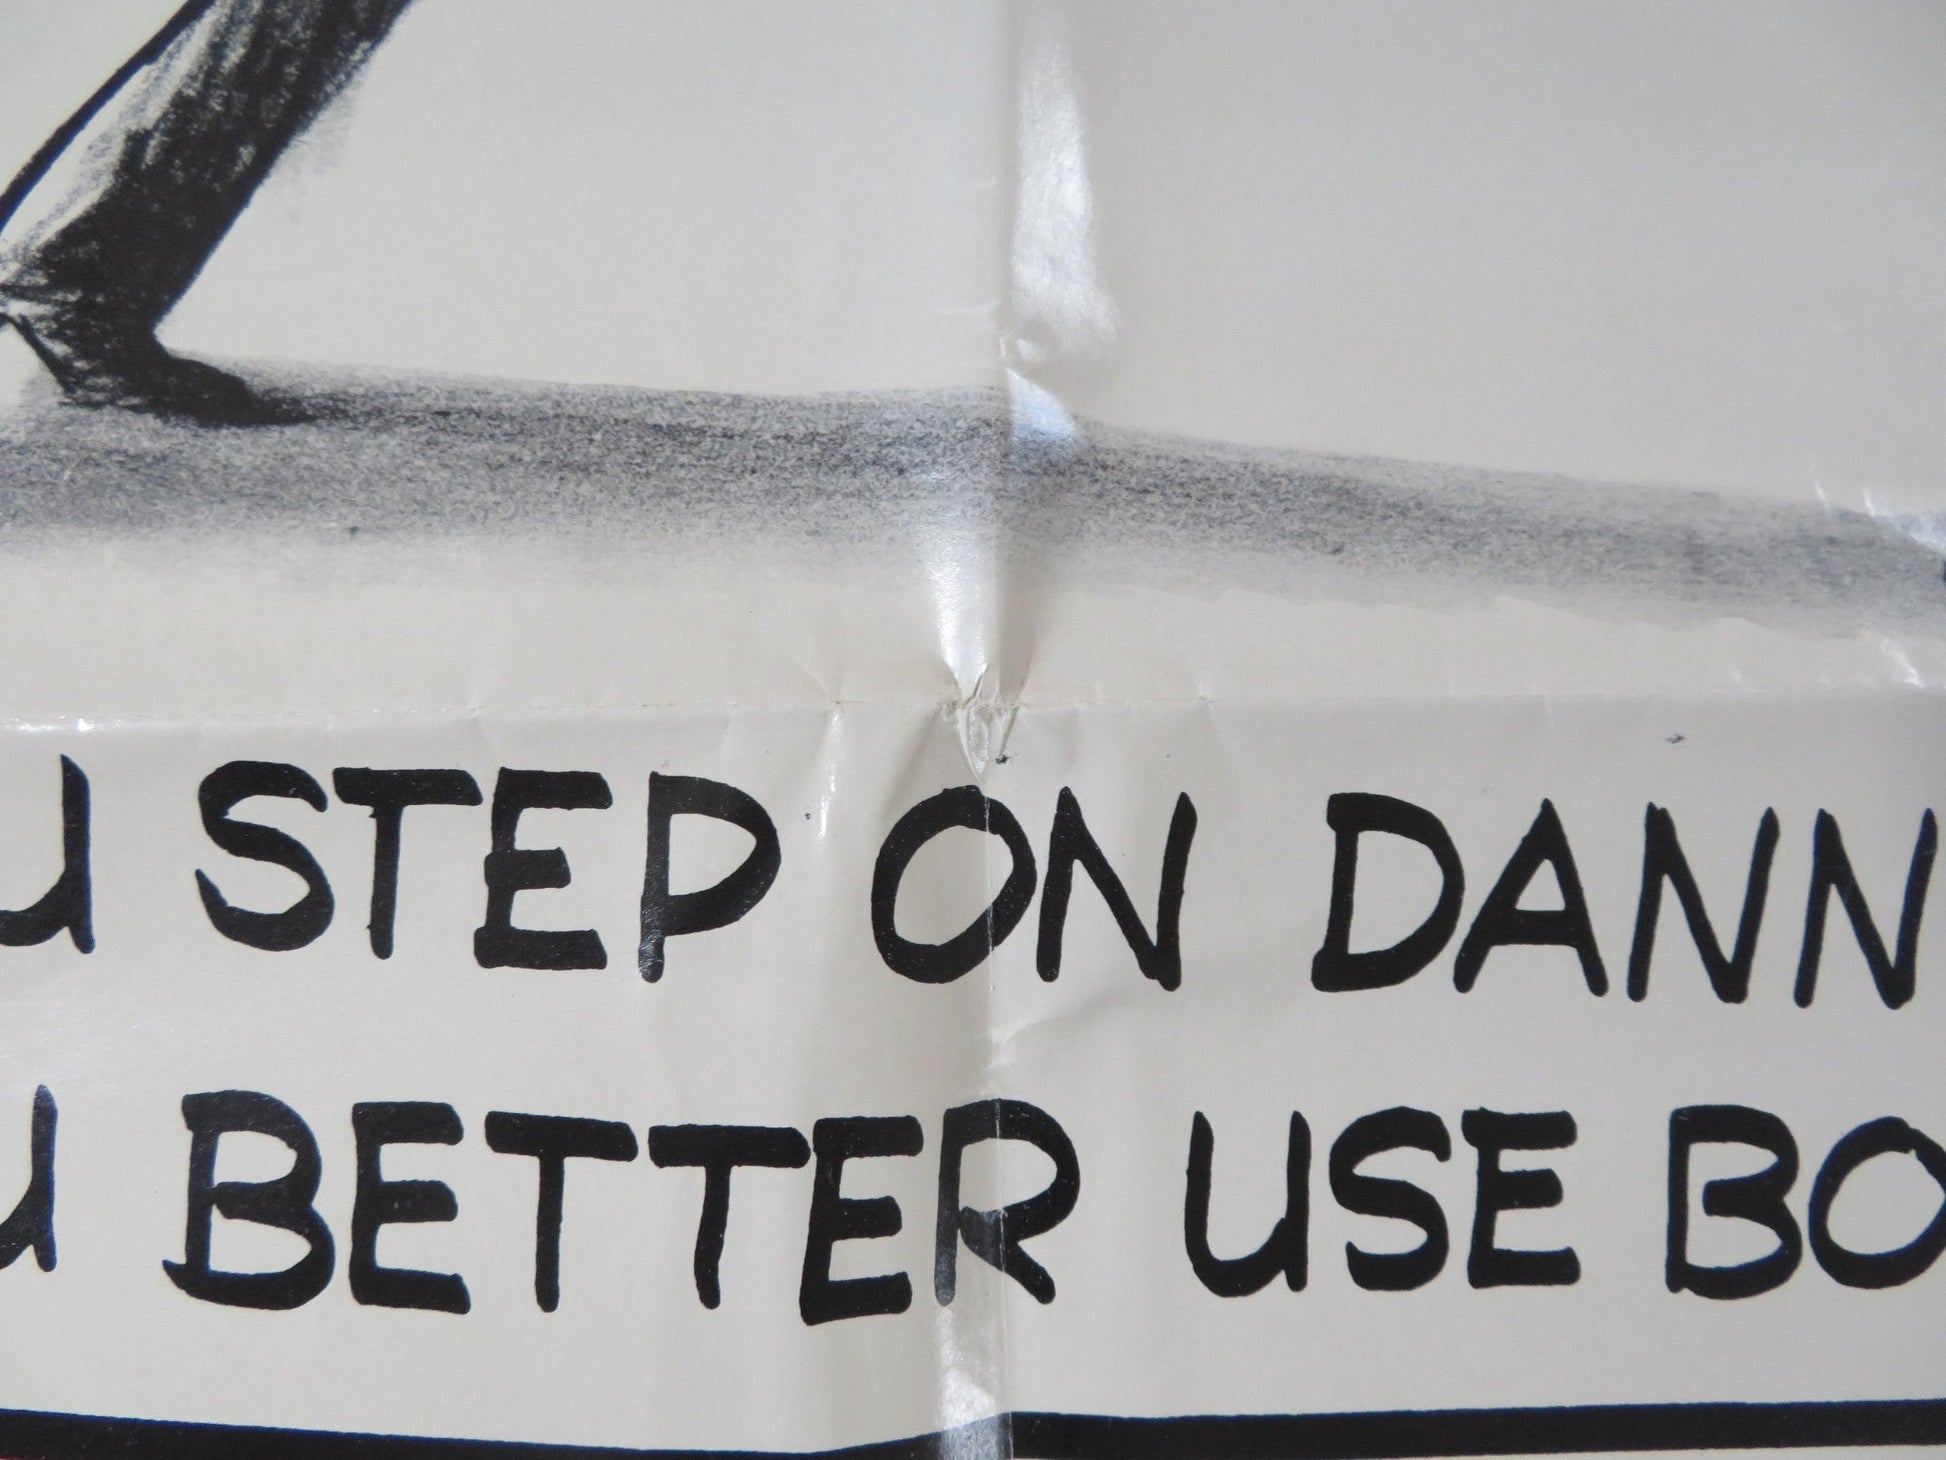 U STEP ON DANN
U BETTER USE BO